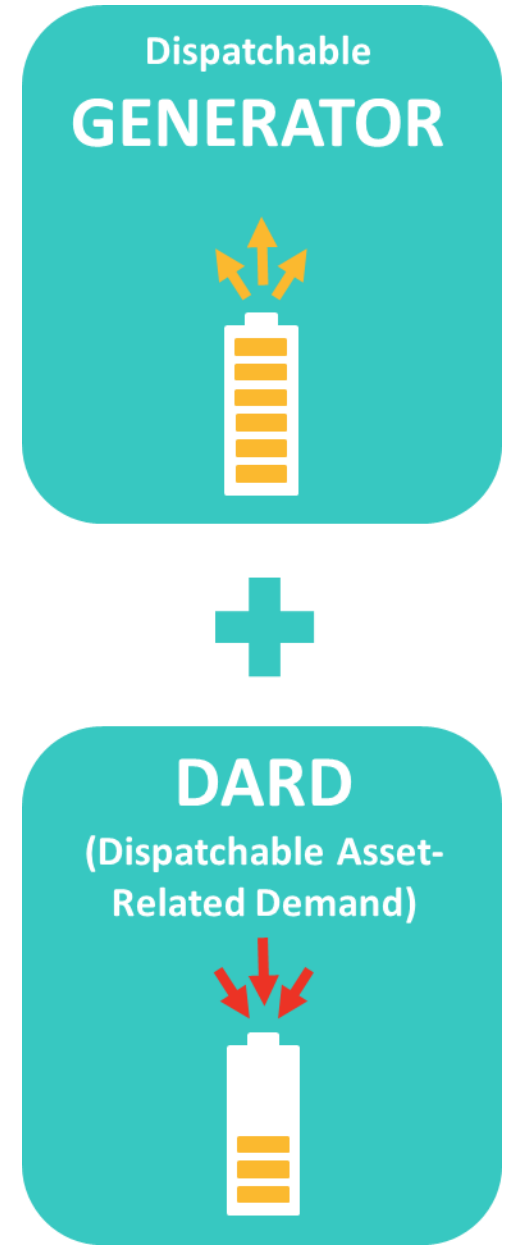 Dispatchable
GENERATOR
DARD
(Dispatchable Asset-
Related Demand)